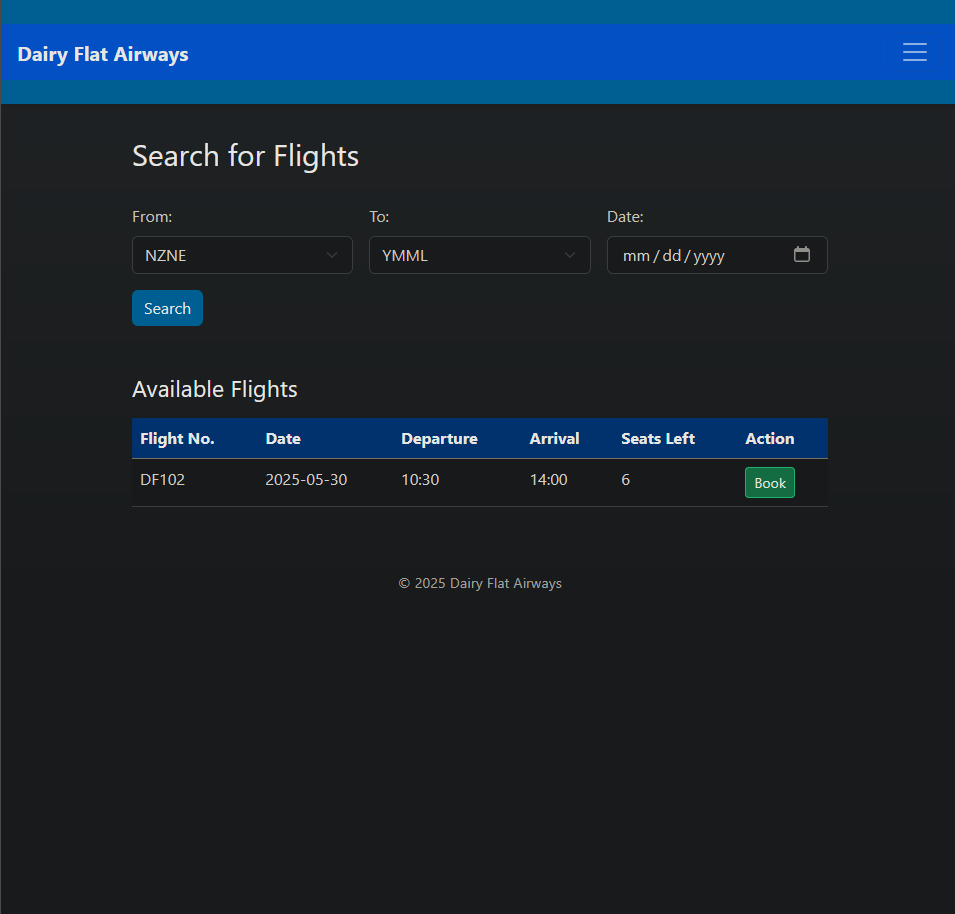 Dairy Flat Airways
Search for Flights
From: To: Date:
NZNE YMML mm/dd/yyyy
Search
Available Flights
Flight No. Date Departure Arrival Seats Left Action
DF102 2025-05-30 10:30 14:00 6 Book
© 2025 Dairy Flat Airways